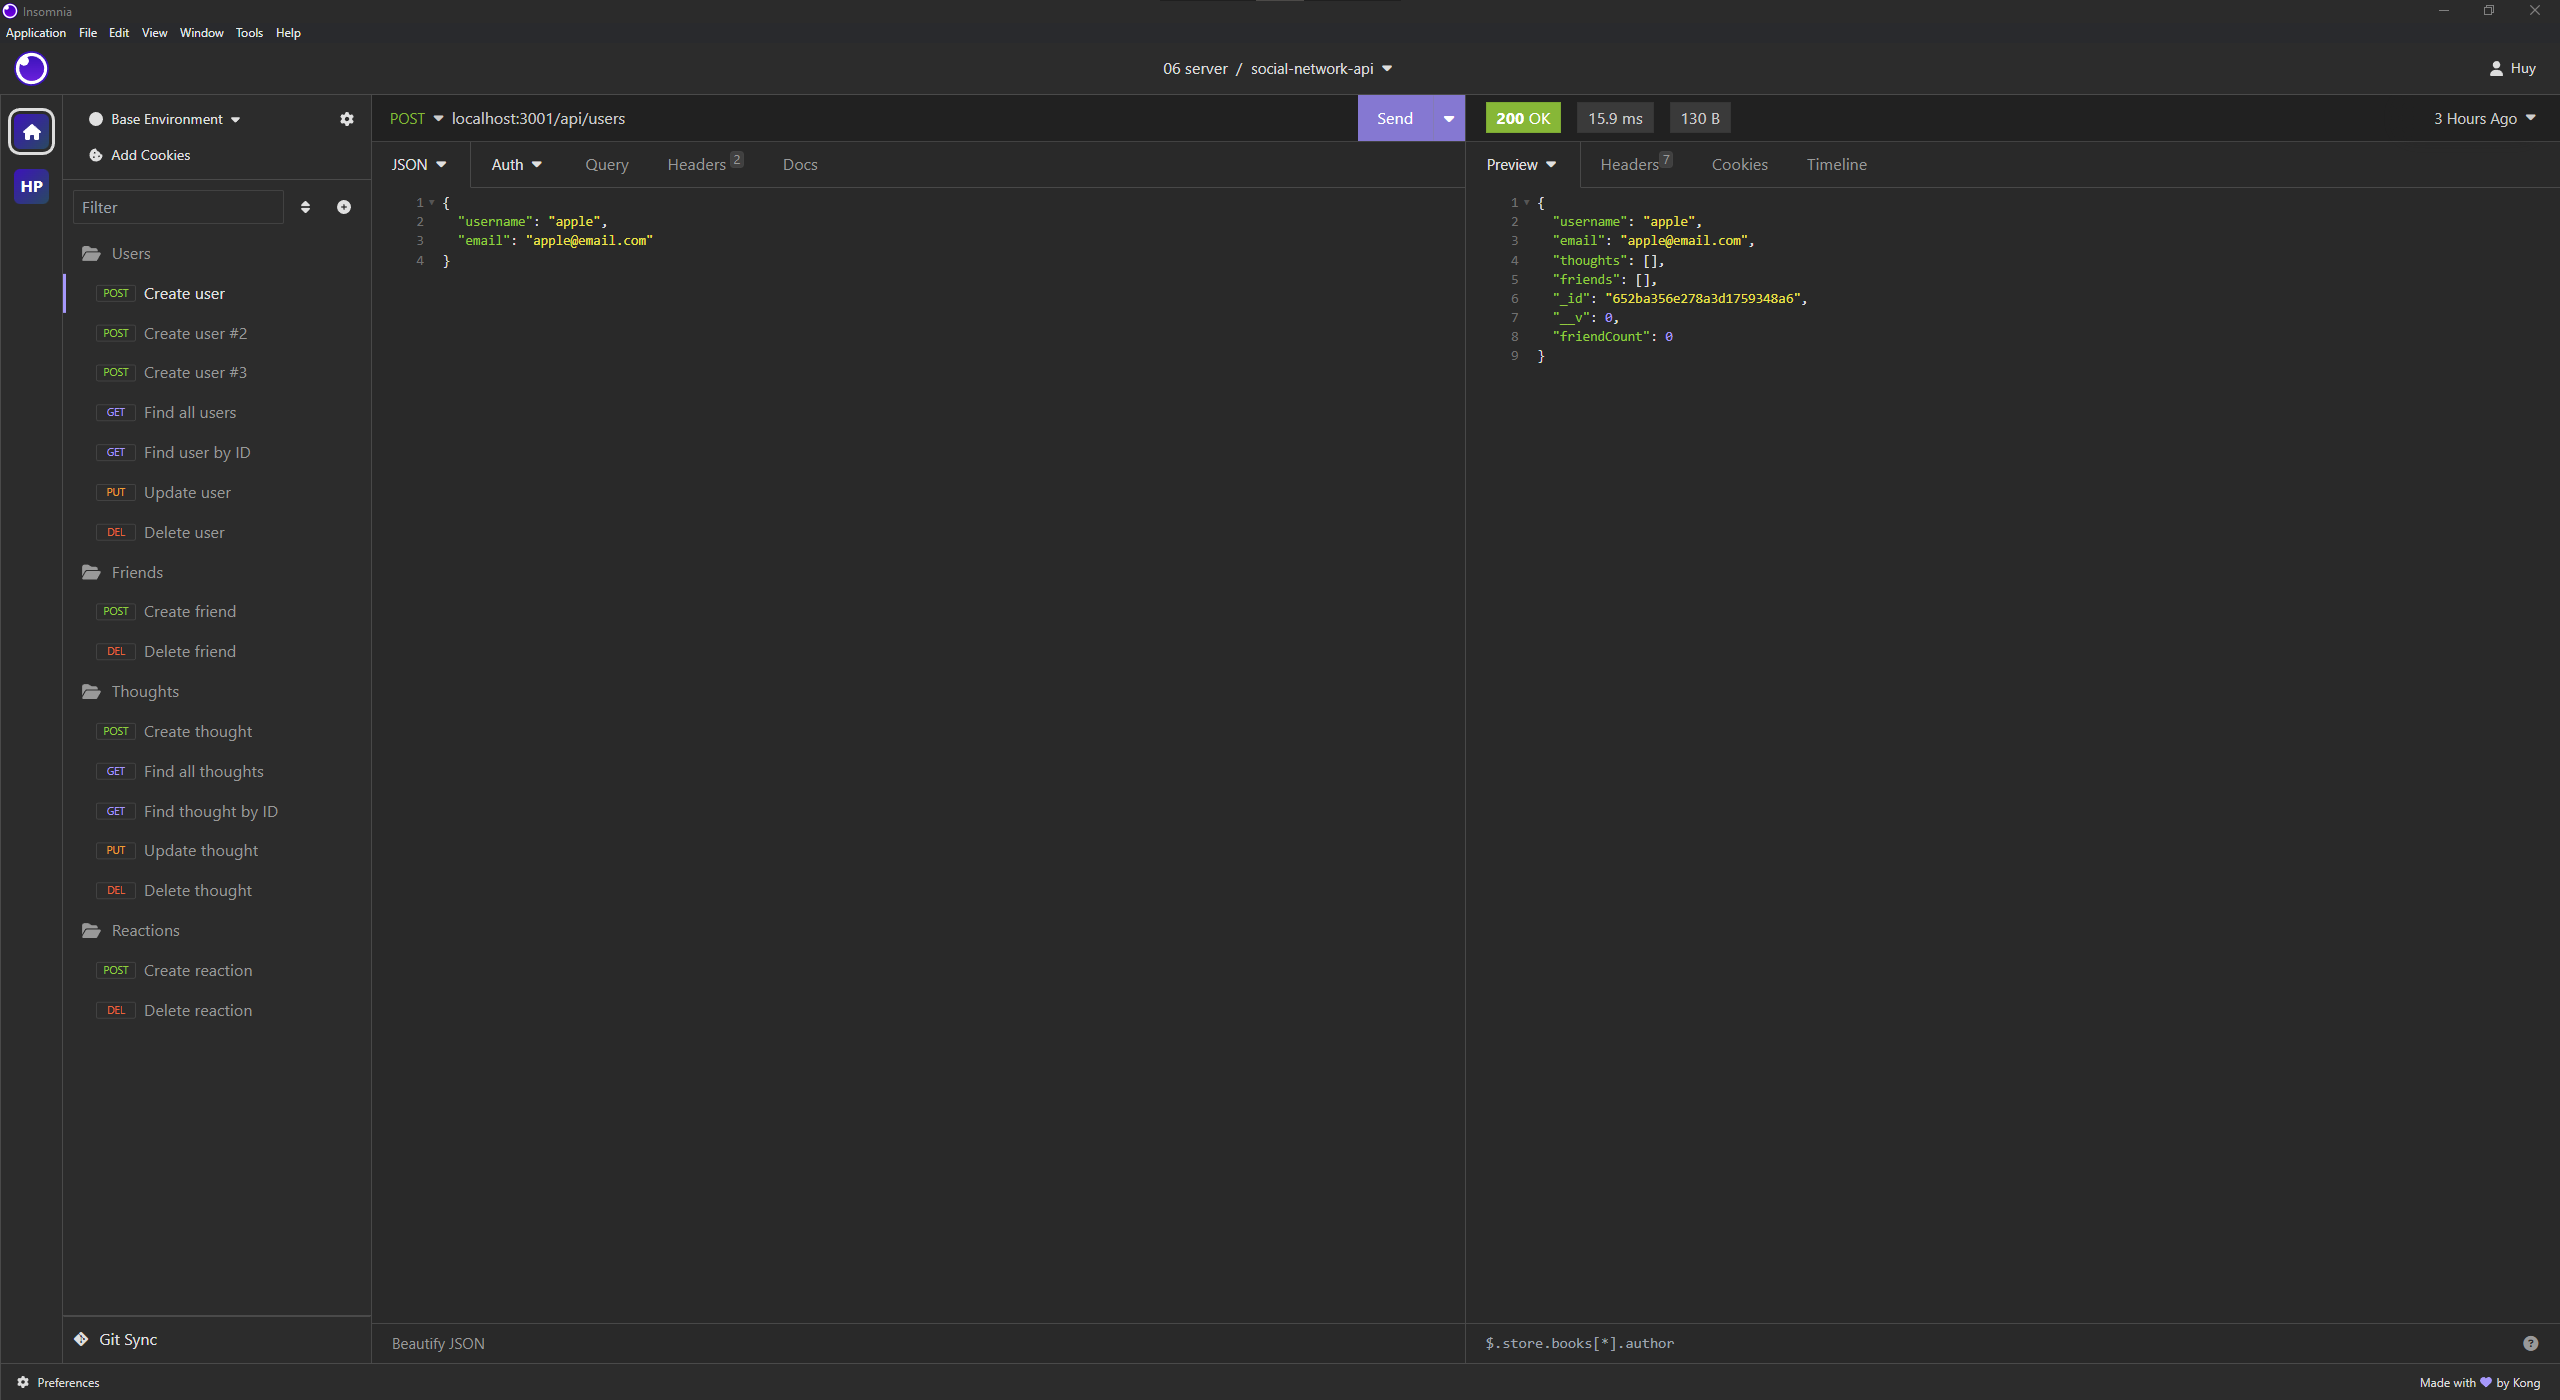 Insomnia
Application File Edit View Window Tools Help
06 server / social-network-api
Huy
HP
Base Environment
Add Cookies
Filter
Users
POST Create user
POST Create user #2
POST Create user #3
GET Find all users
GET Find user by ID
PUT Update user
DEL Delete user
Friends
POST Create friend
DEL Delete friend
Thoughts
POST Create thought
GET Find all thoughts
GET Find thought by ID
PUT Update thought
DEL Delete thought
Reactions
POST Create reaction
DEL Delete reaction
Git Sync
POST localhost:3001/api/users Send
JSON Auth Query Headers 2 Docs
1 {
2 "username": "apple",
3 "email": "apple@email.com"
4 }
Beautify JSON
200 OK 15.9 ms 130 B 3 Hours Ago
Preview Headers 7 Cookies Timeline
1 {
2 "username": "apple",
3 "email": "apple@email.com",
4 "thoughts": [],
5 "friends": [],
6 "_id": "652ba356e278a3d1759348a6",
7 "__v": 0,
8 "friendCount": 0
9 }
$.store.books[*].author
?
Preferences
Made with 💜 by Kong